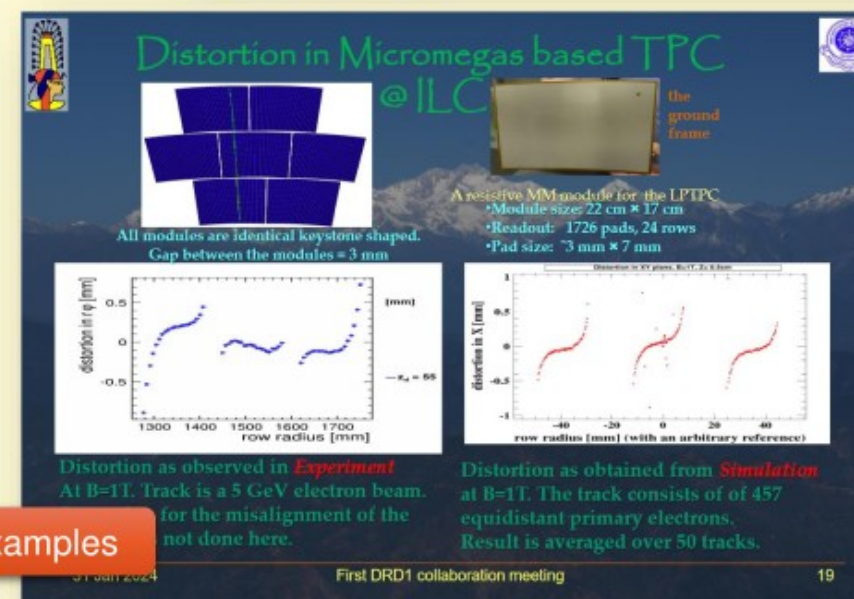 Distortion in Micromegas based TPC
@ ILC
the
ground
frame
A resistive MM module for the LPTPC
•Module size: 22 cm × 17 cm
•Readout: 1726 pads, 24 rows
•Pad size: ~3 mm × 7 mm
All modules are identical keystone shaped.
Gap between the modules = 3 mm
distortion in rφ [mm]
0.5
0
-0.5
[mm]
1300 1400 1500 1600 1700
row radius [mm]
Distortion in XY plane, B=1T,
distortion in X [mm]
1
0.5
0
-0.5
-1
-40 -20 0 20 40
row radius [mm] (with an arbitrary reference)
Distortion as observed in Experiment
At B=1T. Track is a 5 GeV electron beam.
for the misalignment of the
not done here.
Distortion as obtained from Simulation
at B=1T. The track consists of of 457
equidistant primary electrons.
Result is averaged over 50 tracks.
xamples
31 Jan 2024
First DRD1 collaboration meeting
19